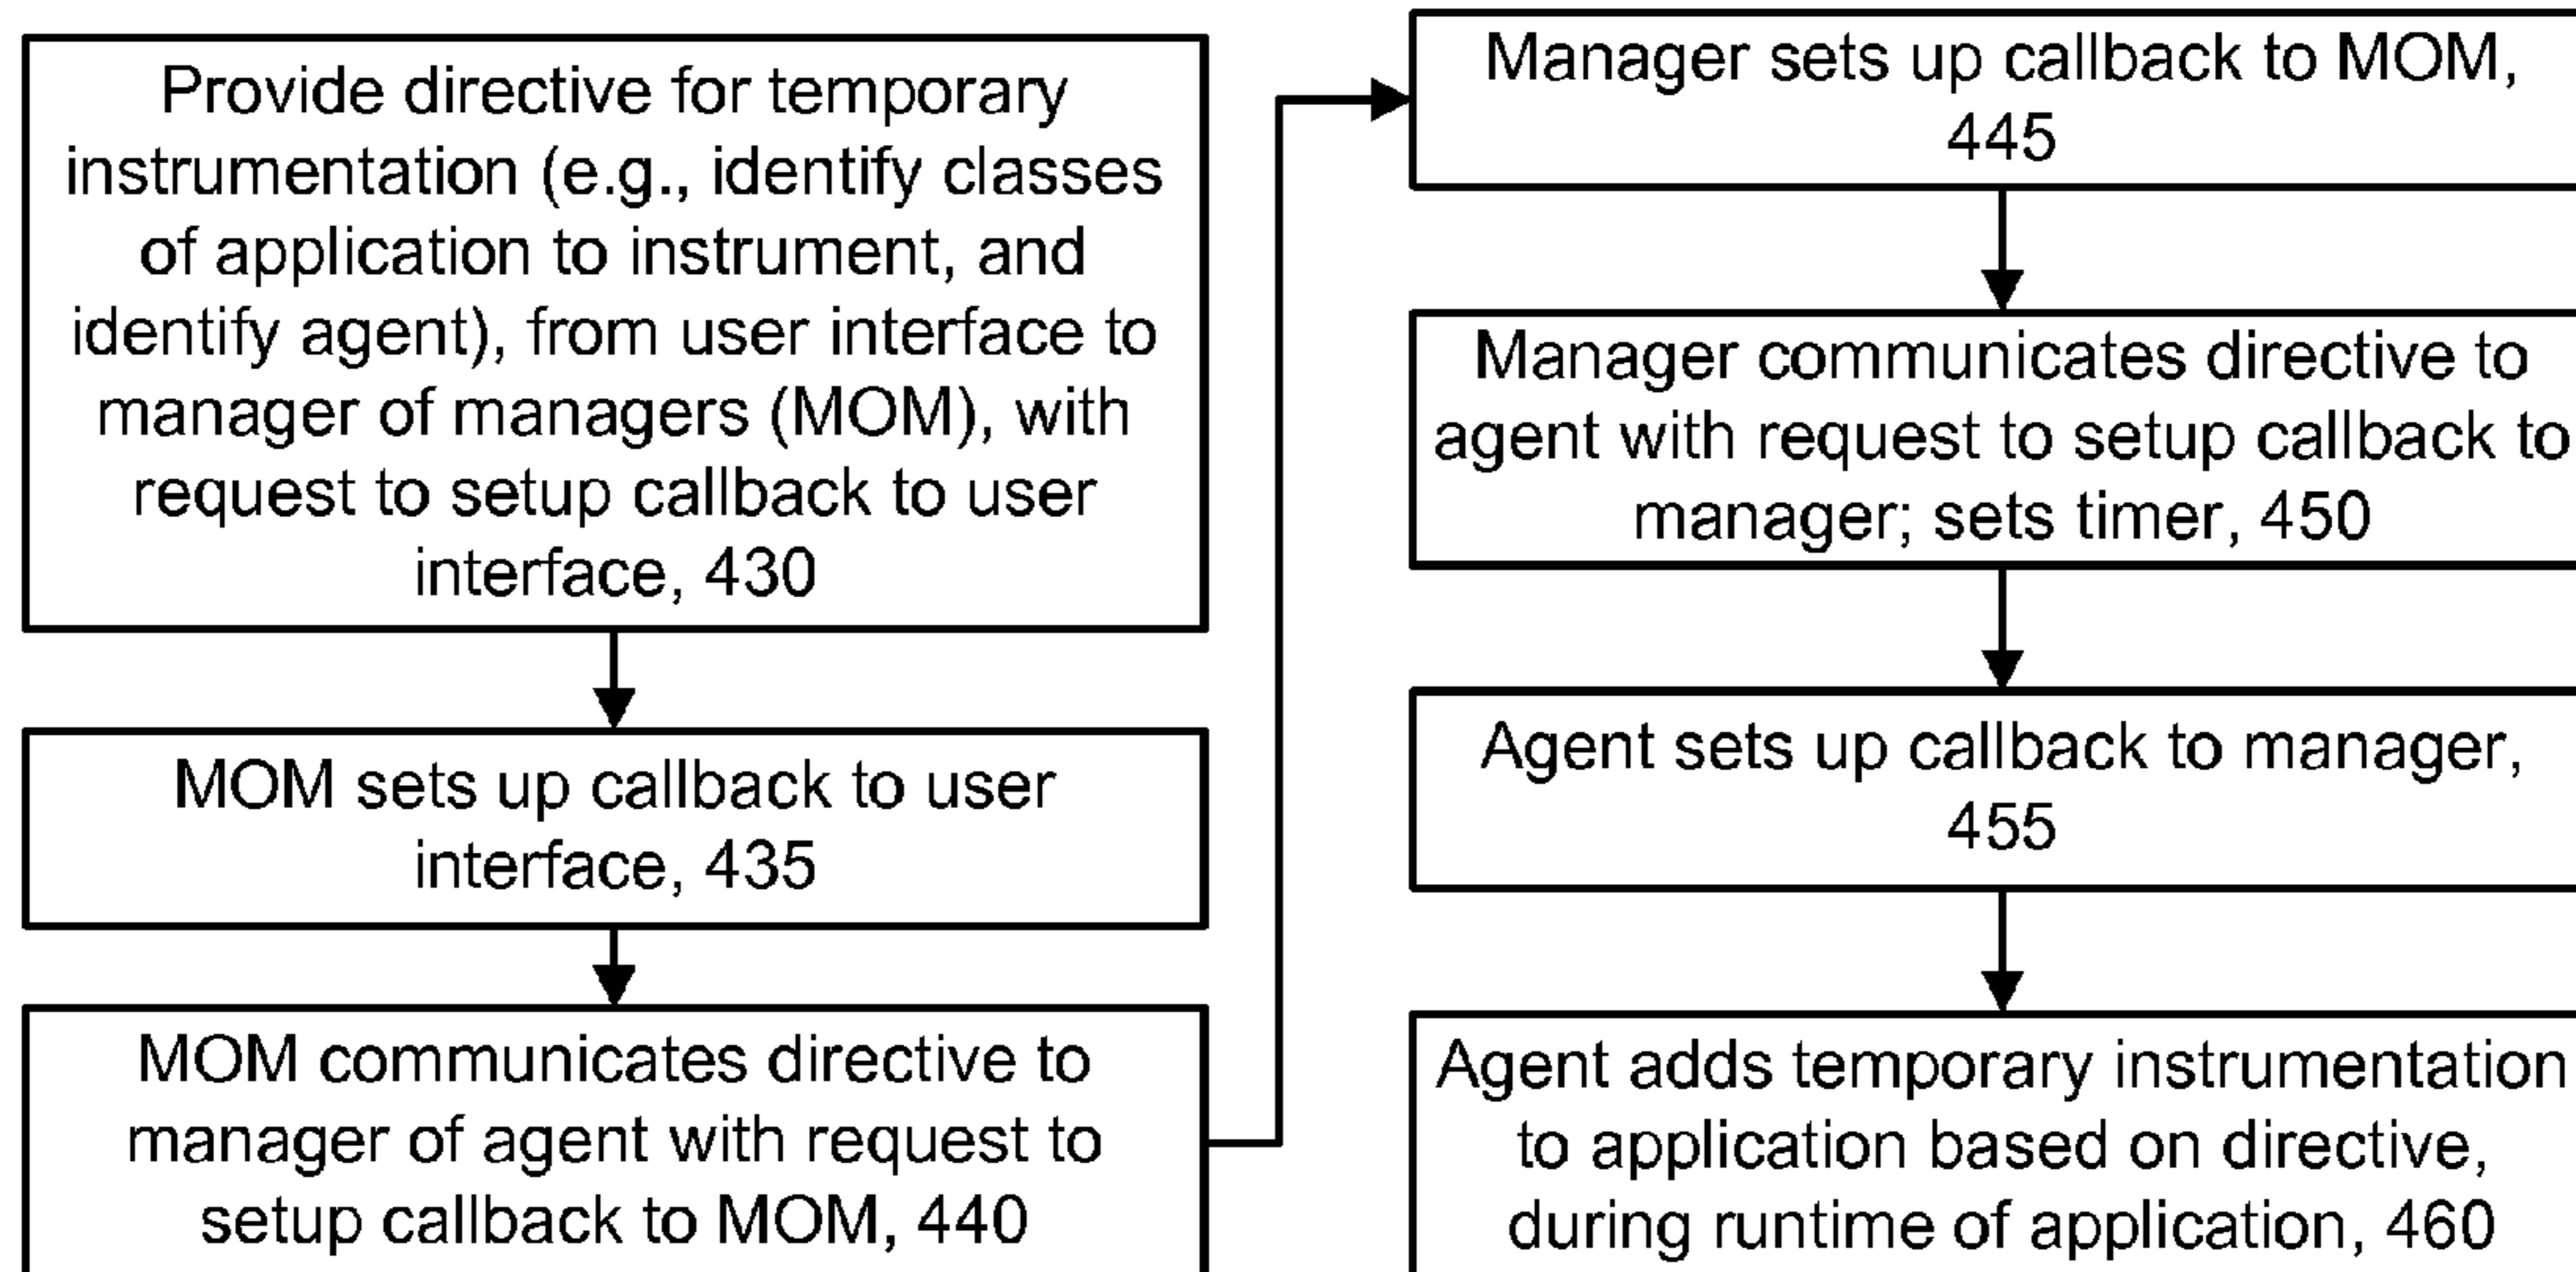 Provide directive for temporary
instrumentation (e.g., identify classes
of application to instrument, and
identify agent), from user interface to
manager of managers (MOM), with
request to setup callback to user
interface, 430
MOM sets up callback to user
interface, 435
MOM communicates directive to
manager of agent with request to
setup callback to MOM, 440
Manager sets up callback to MOM,
445
Manager communicates directive to
agent with request to setup callback to
manager; sets timer, 450
Agent sets up callback to manager,
455
Agent adds temporary instrumentation
to application based on directive,
during runtime of application, 460